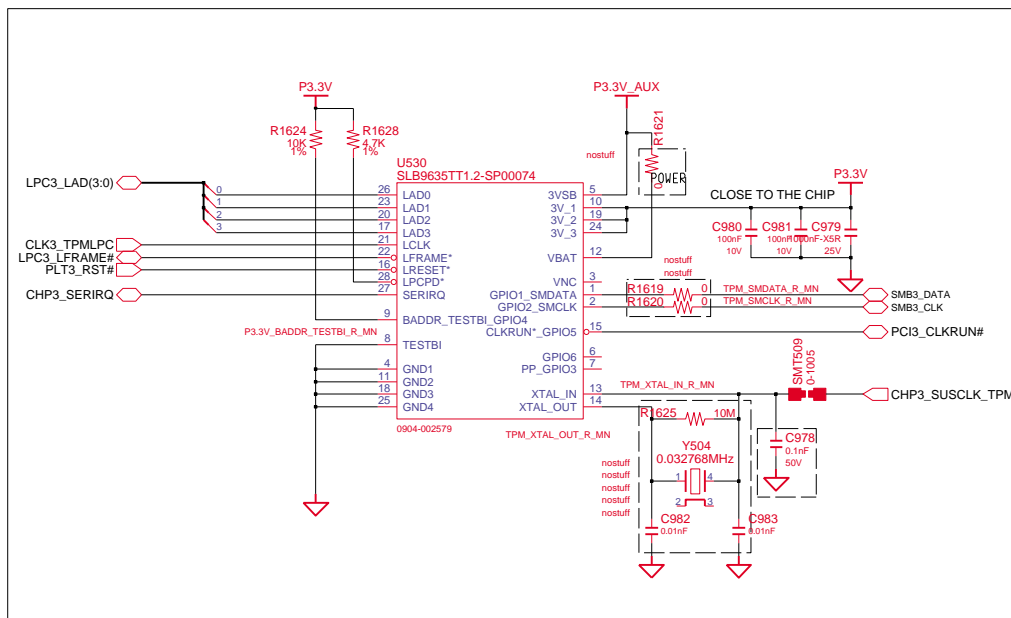 P3.3V
P3.3V_AUX
R1624
10K
1%
R1628
4.7K
1%
R1621
nostuff
0
POWER
U530
SLB9635TT1.2-SP00074
P3.3V
CLOSE TO THE CHIP
LPC3_LAD(3:0)
0
1
2
3
CLK3_TPMLPC
LPC3_LFRAME#
PLT3_RST#
CHP3_SERIRQ
26 LAD0
23 LAD1
20 LAD2
17 LAD3
21 LCLK
22 LFRAME*
16 LRESET*
28 LPCPD*
27 SERIRQ
9 BADDR_TESTBI_GPIO4
P3.3V_BADDR_TESTBI_R_MN
8 TESTBI
4 GND1
11 GND2
18 GND3
25 GND4
0904-002579
3VSB 5
3V_1 10
3V_2 19
3V_3 24
VBAT 12
VNC 3
GPIO1_SMDATA 1
GPIO2_SMCLK 2
CLKRUN*_GPIO5 15
GPIO6 6
PP_GPIO3 7
XTAL_IN 13
XTAL_OUT 14
C980
100nF
10V
C981
100nF
10V
C979
1000nF-X5R
25V
nostuff
nostuff
R1619 0
R1620 0
TPM_SMDATA_R_MN
TPM_SMCLK_R_MN
SMB3_DATA
SMB3_CLK
PCI3_CLKRUN#
SMT509
0-1005
CHP3_SUSCLK_TPM
TPM_XTAL_IN_R_MN
TPM_XTAL_OUT_R_MN
R1625 10M
Y504
0.032768MHz
1 4
2 3
nostuff
nostuff
nostuff
nostuff
nostuff
C982
0.01nF
C983
0.01nF
C978
0.1nF
50V